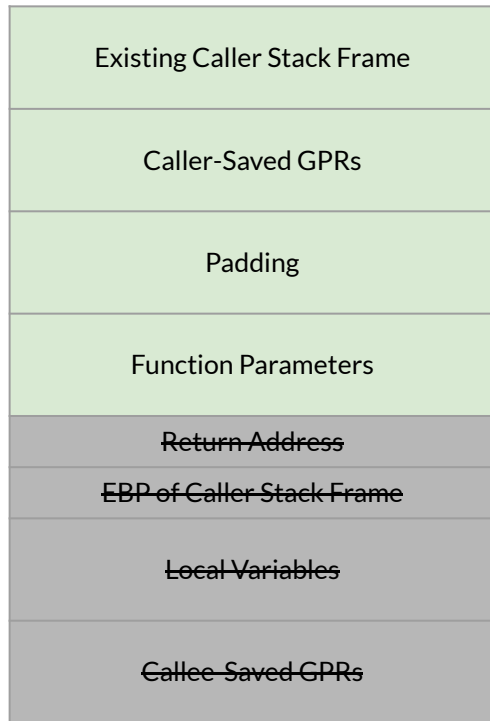 Existing Caller Stack Frame
Caller-Saved GPRs
Padding
Function Parameters
Return Address
EBP of Caller Stack Frame
Local Variables
Callee-Saved GPRs